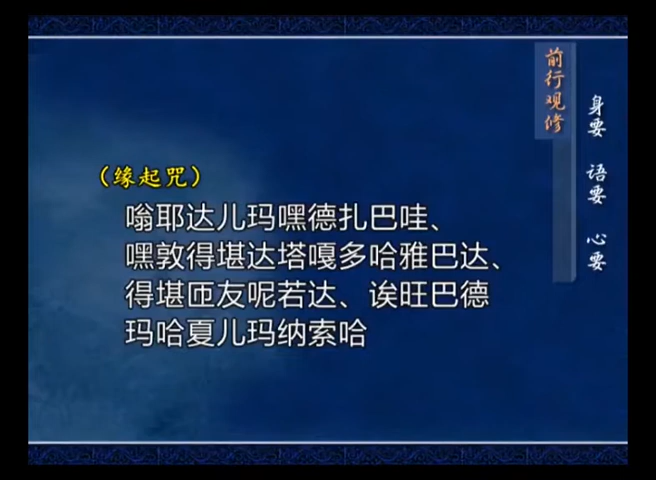 前行观修
身要 语要 心要
（缘起咒）
嗡耶达儿玛嘿德扎巴哇、
嘿敦得堪达塔嘎多哈雅巴达、
得堪匝友呢若达、诶旺巴德
玛哈夏儿玛纳索哈